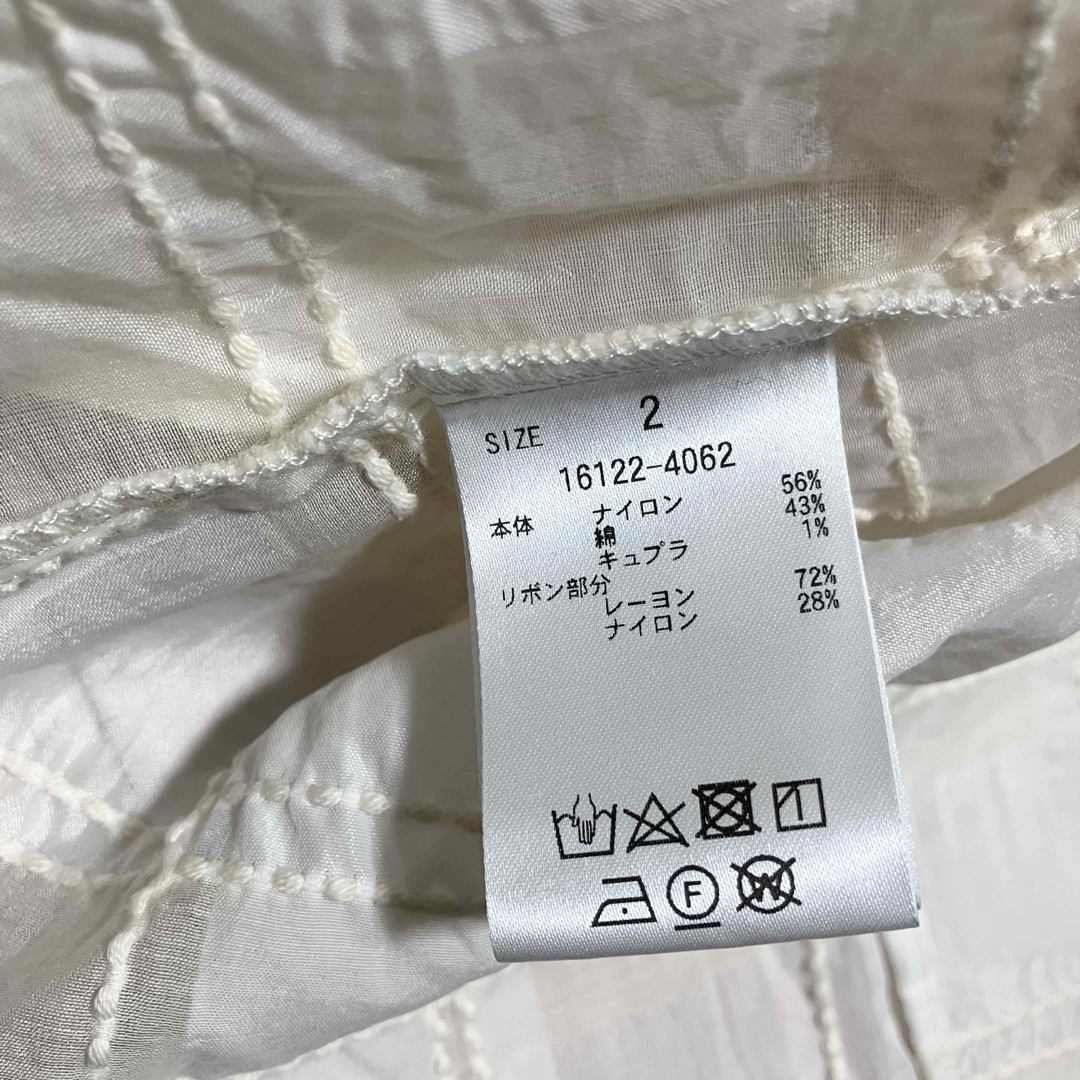 SIZE 2
16122-4062
本体 ナイロン 56%
綿 43%
キュプラ 1%
リボン部分
レーヨン 72%
ナイロン 28%
F W